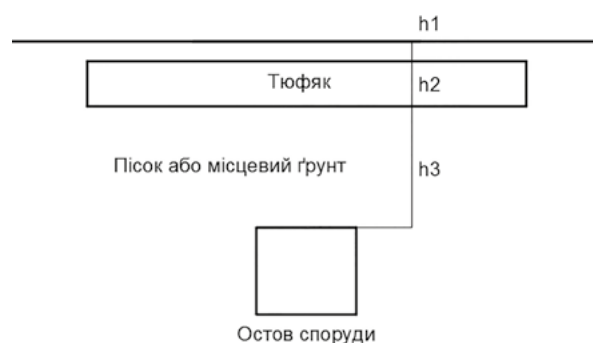 h1
Тюфяк
h2
Пісок або місцевий ґрунт
h3
Остов споруди